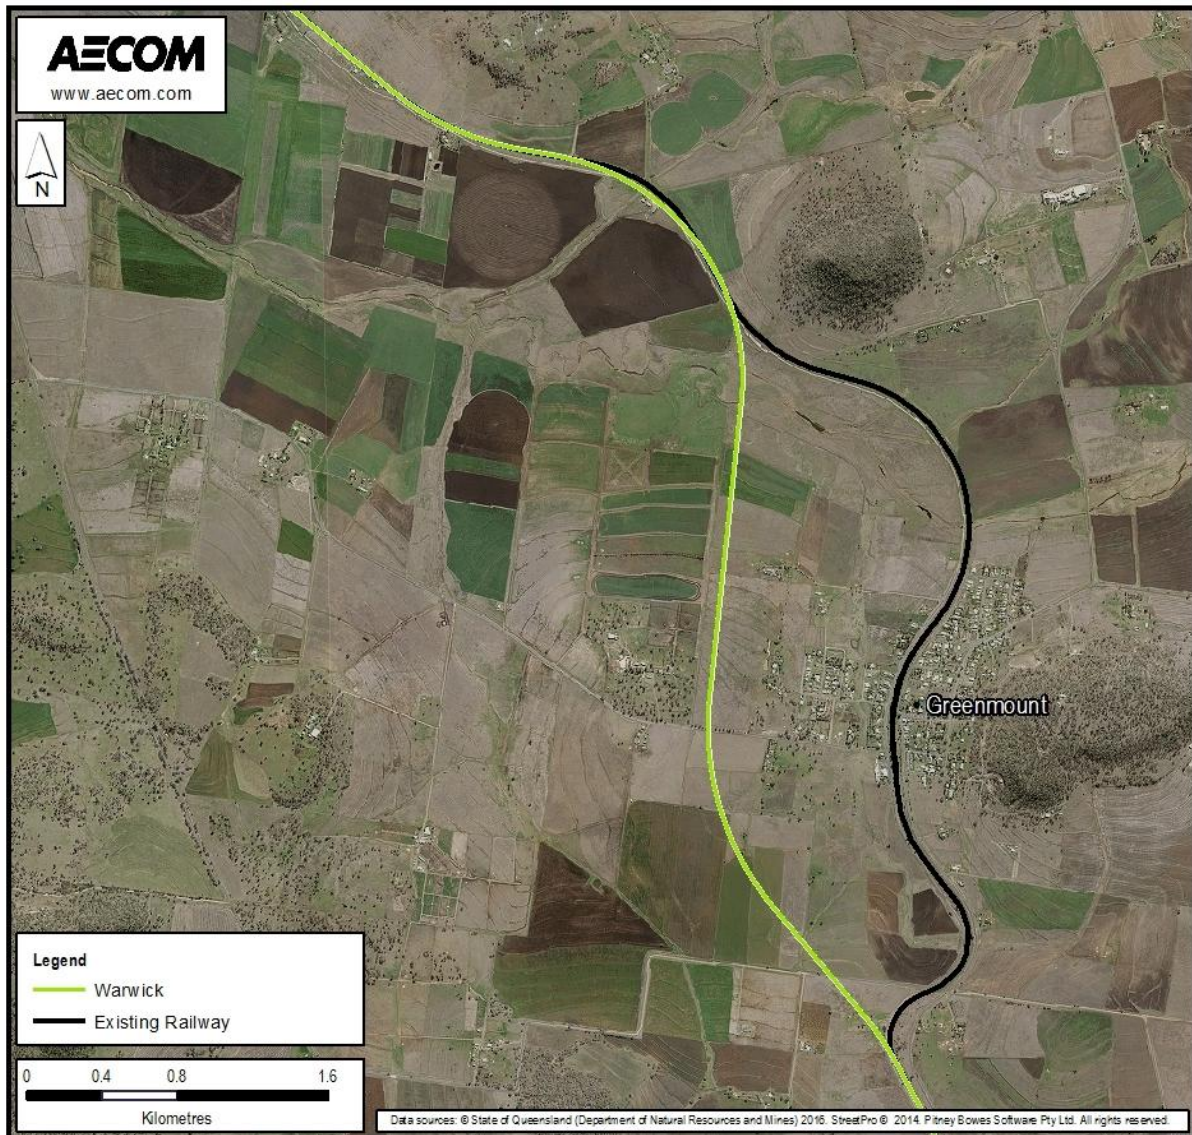 AECOM
www.aecom.com
N
Greenmount
Legend
Warwick
Existing Railway
0 0.4 0.8 1.6
Kilometres
Data sources: © State of Queensland (Department of Natural Resources and Mines) 2016. StreetPro © 2014 Pitney Bowes Software Pty Ltd. All rights reserved.